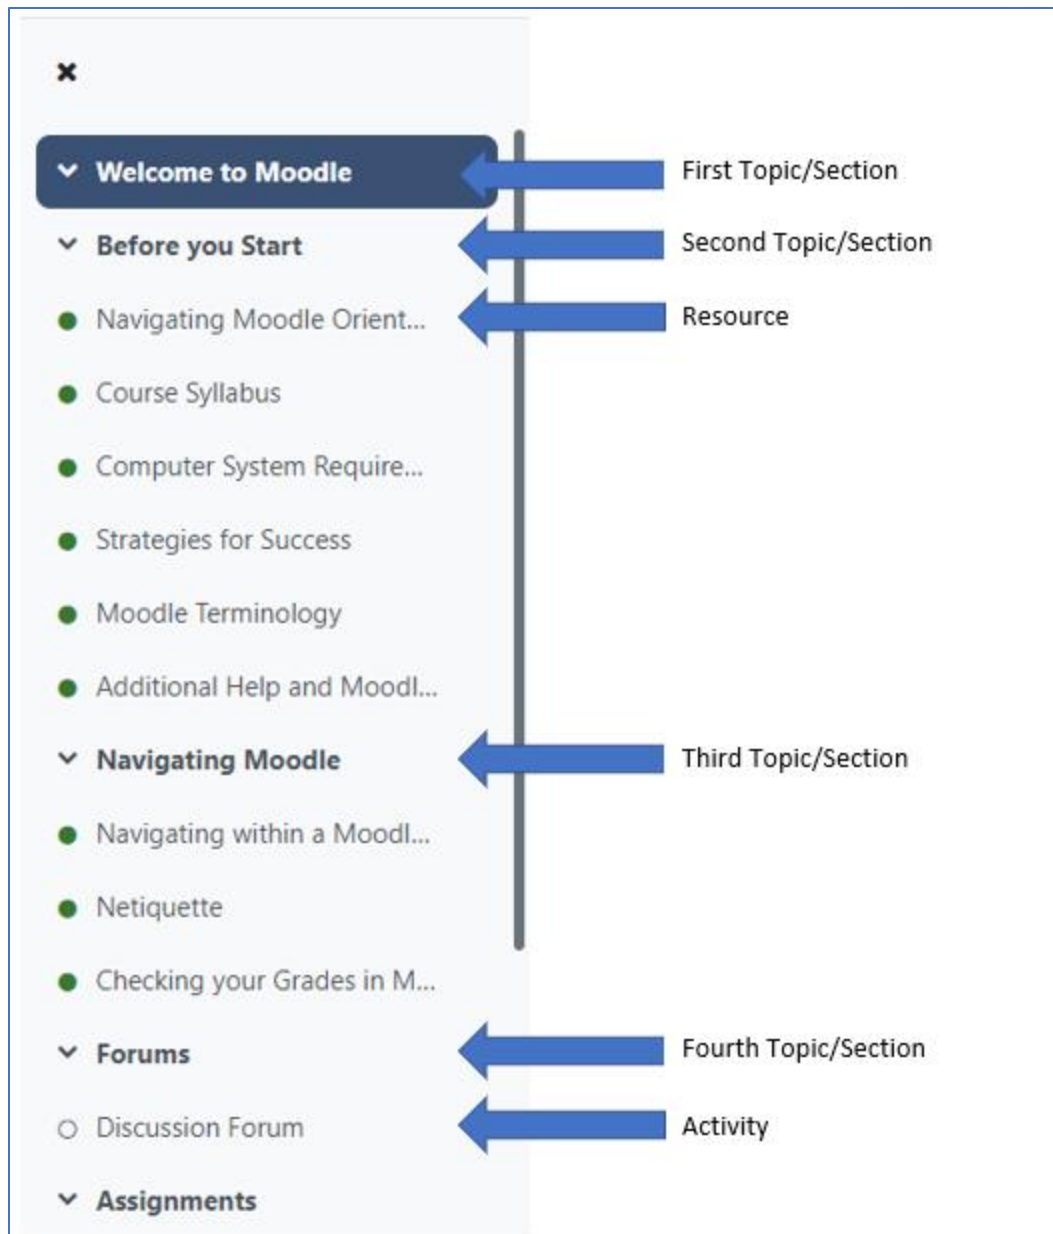 Welcome to Moodle First Topic/Section
Before you Start Second Topic/Section
Navigating Moodle Orient... Resource
Course Syllabus
Computer System Require...
Strategies for Success
Moodle Terminology
Additional Help and Moodl...
Navigating Moodle Third Topic/Section
Navigating within a Moodl...
Netiquette
Checking your Grades in M...
Forums Fourth Topic/Section
Discussion Forum Activity
Assignments